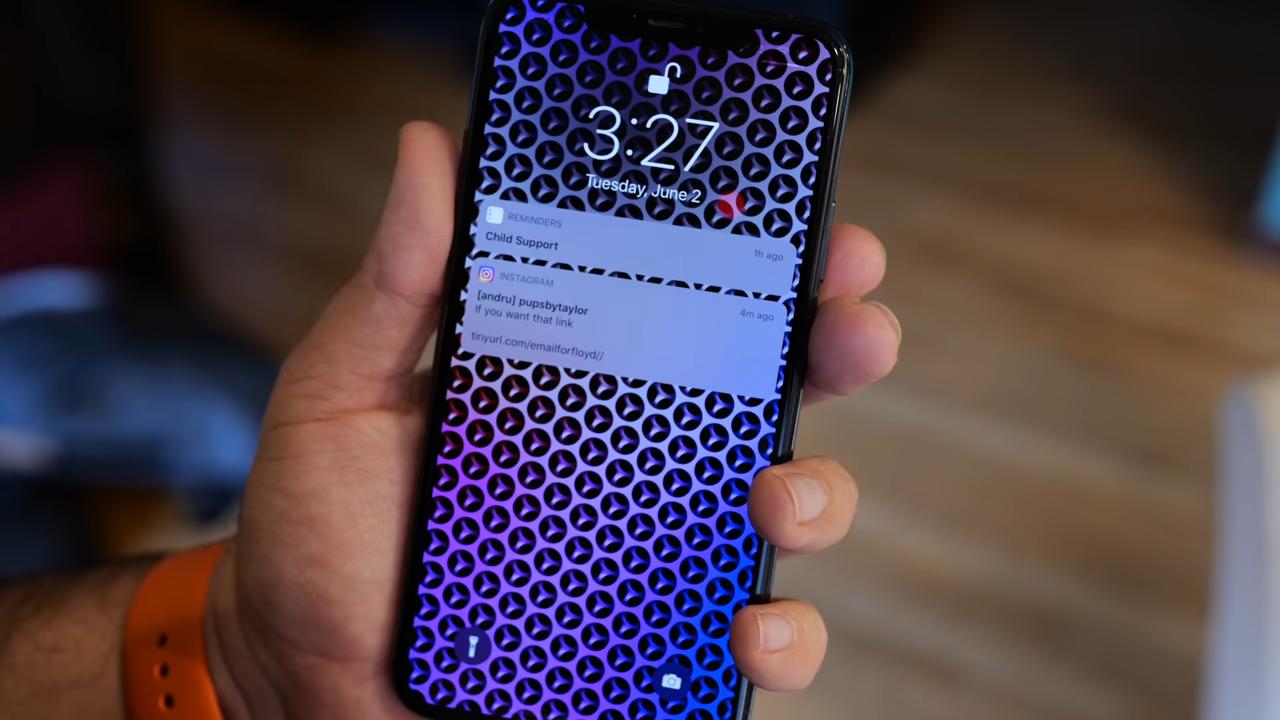 3:27
Tuesday, June 2
REMINDERS
Child Support
1h ago
INSTAGRAM
[andru] pupsbytaylor
4m ago
If you want that link
tinyurl.com/emailforfloyd//